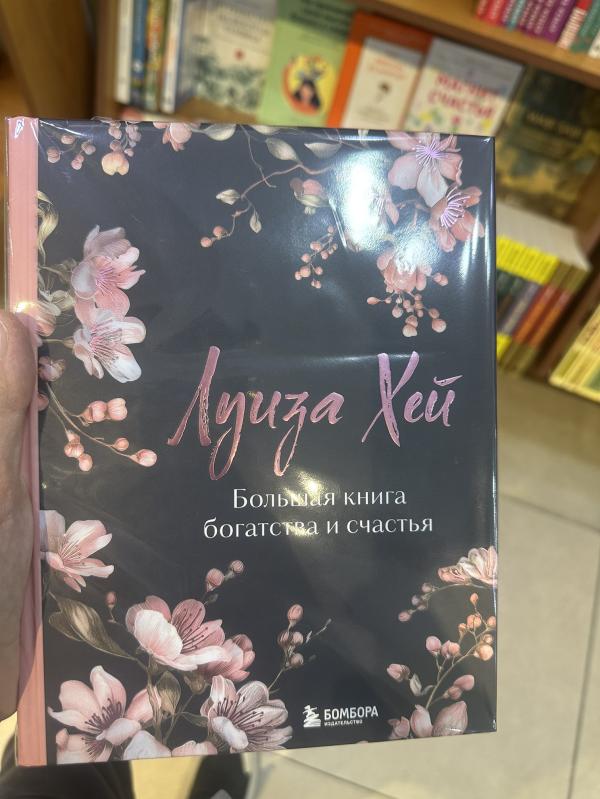 Луиза Хей
Большая книга
богатства и счастья
БОМБОРА
ИЗДАТЕЛЬСТВО